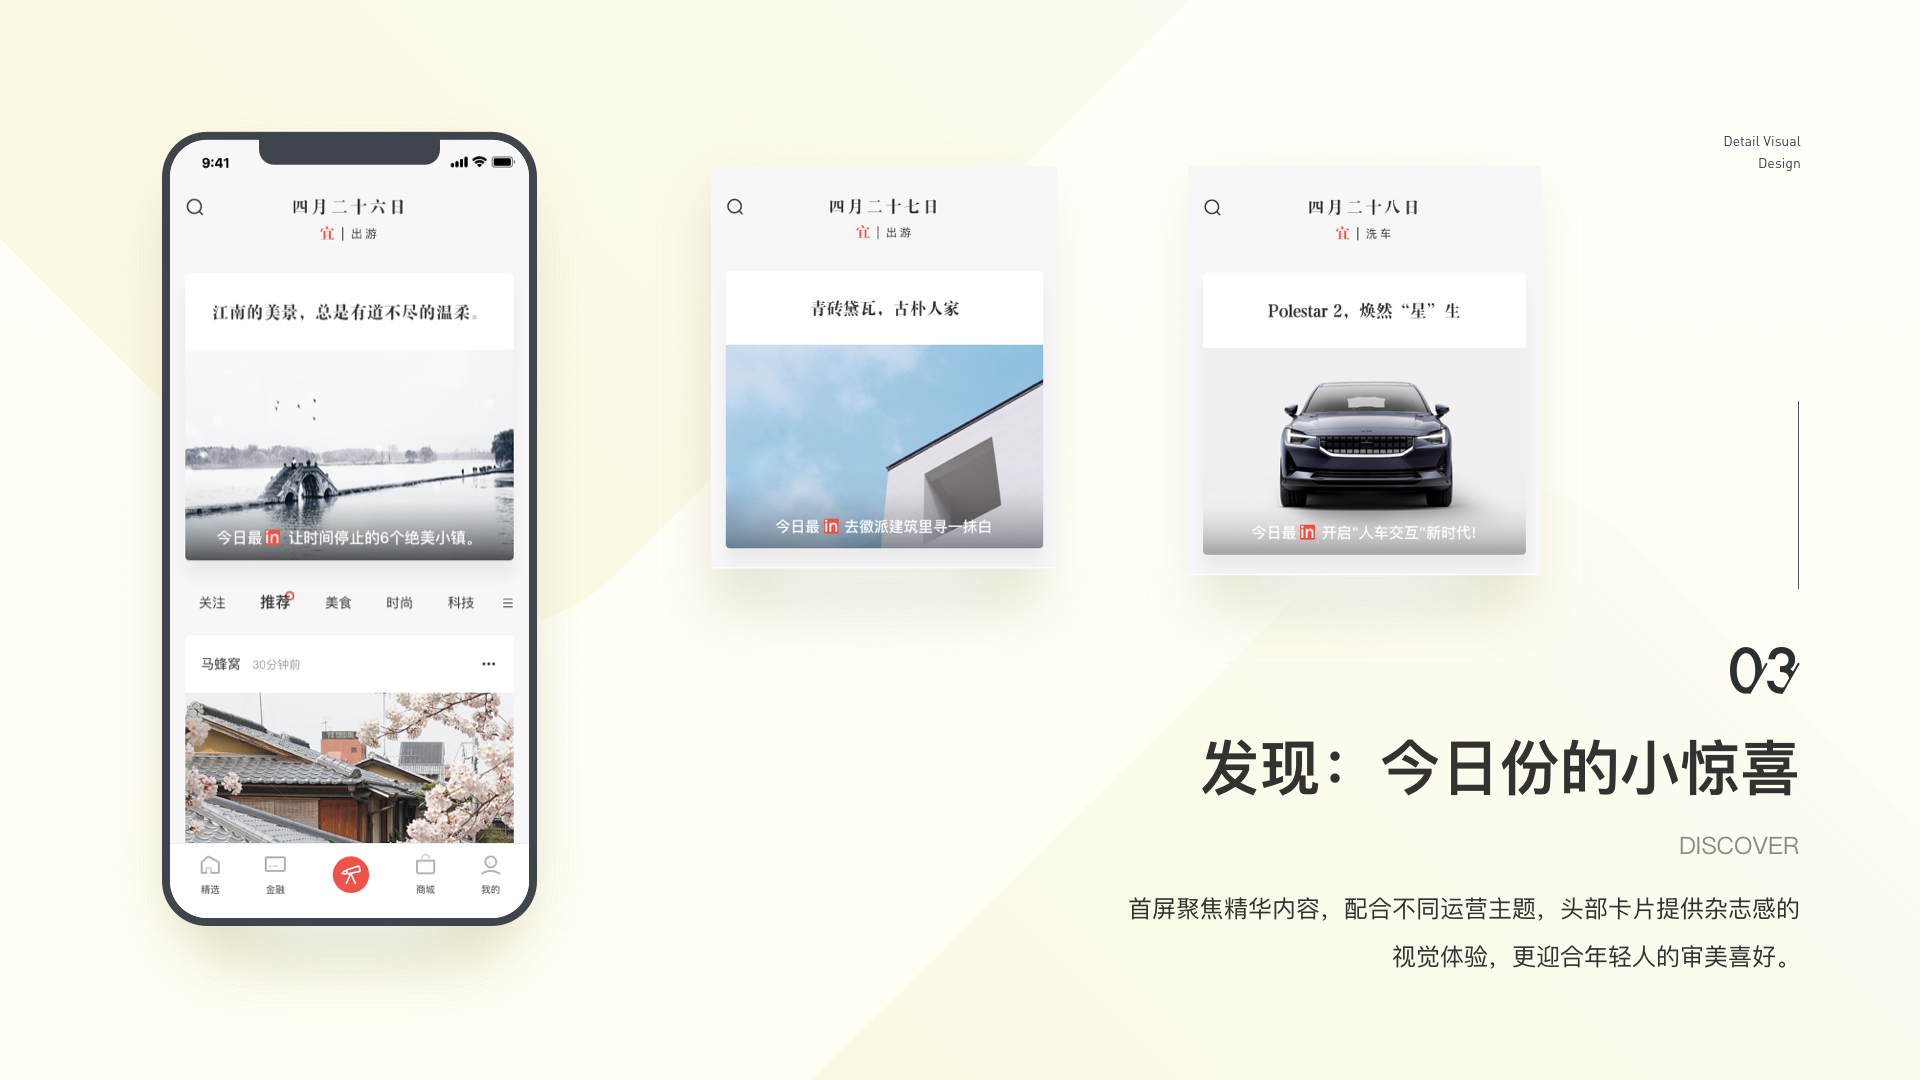 9:41
四月二十六日
宜 | 出游
江南的美景，总是有道不尽的温柔。
今日最 in 让时间停止的6个绝美小镇。
关注 推荐 美食 时尚 科技
马蜂窝 30分钟前
精选 金融 商城 我的
四月二十七日
宜 | 出游
青砖黛瓦，古朴人家
今日最 in 去徽派建筑里寻一抹白
四月二十八日
宜 | 洗车
Polestar 2，焕然“星”生
今日最 in 开启"人车交互"新时代!
Detail Visual
Design
03
发现：今日份的小惊喜
DISCOVER
首屏聚焦精华内容，配合不同运营主题，头部卡片提供杂志感的
视觉体验，更迎合年轻人的审美喜好。